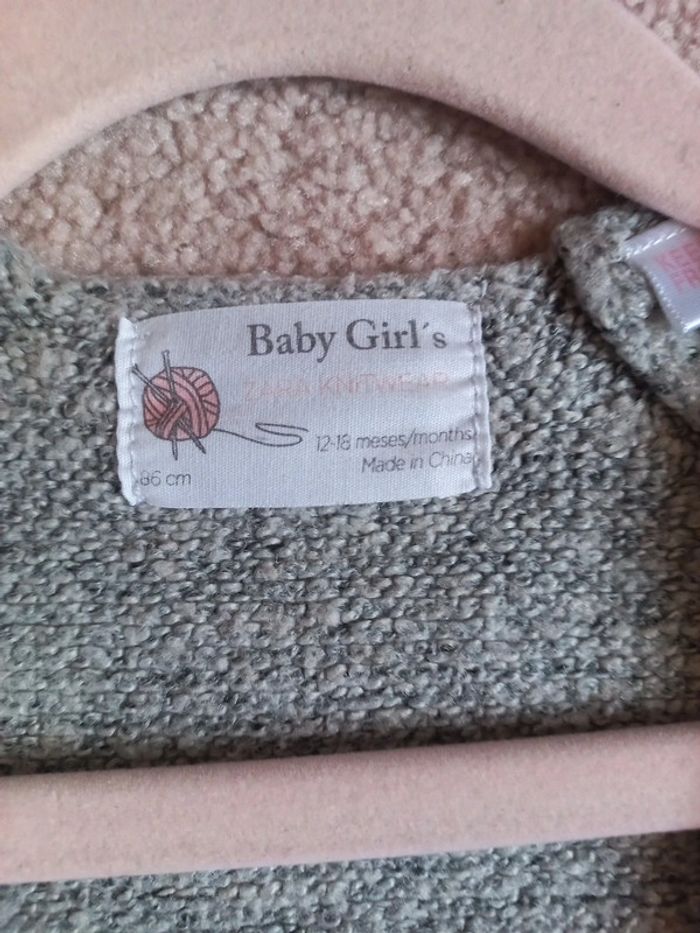 Baby Girl´s
ZARA KNITWEAR
12-18 meses/months
86 cm
Made in China